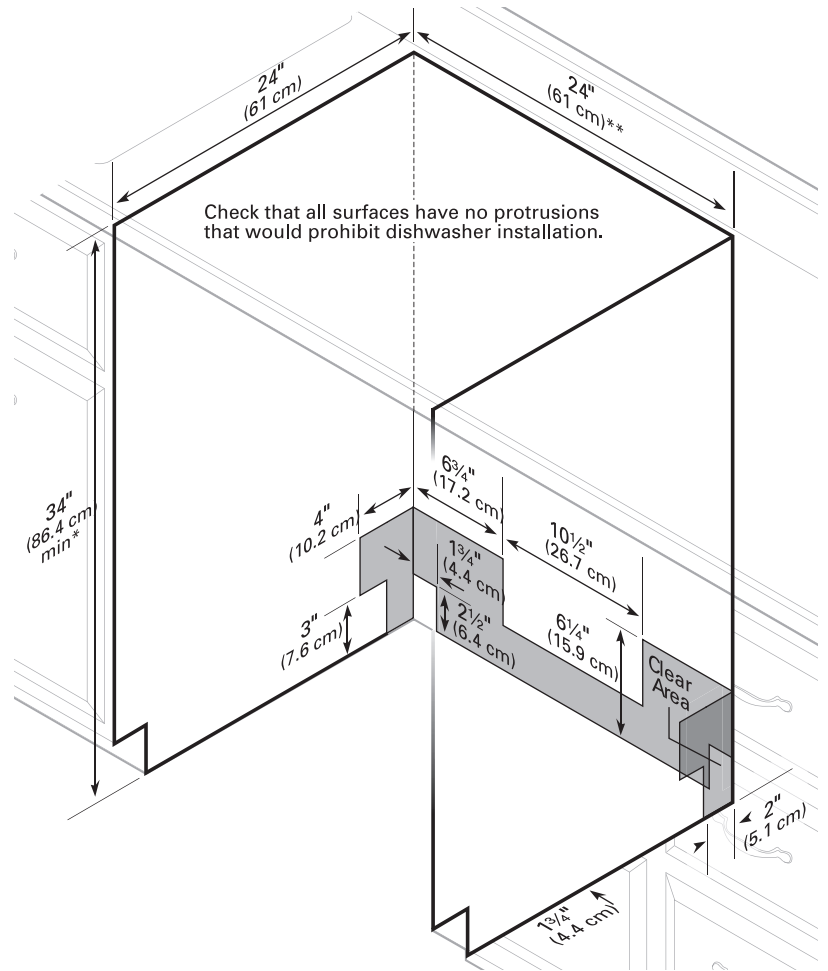 24"
(61 cm)
24"
(61 cm)**
Check that all surfaces have no protrusions
that would prohibit dishwasher installation.
34"
(86.4 cm)
min*
4"
(10.2 cm)
6¾"
(17.2 cm)
10½"
(26.7 cm)
1¾"
(4.4 cm)
3"
(7.6 cm)
2½"
(6.4 cm)
6¼"
(15.9 cm)
Clear
Area
2"
(5.1 cm)
1¾"
(4.4 cm)